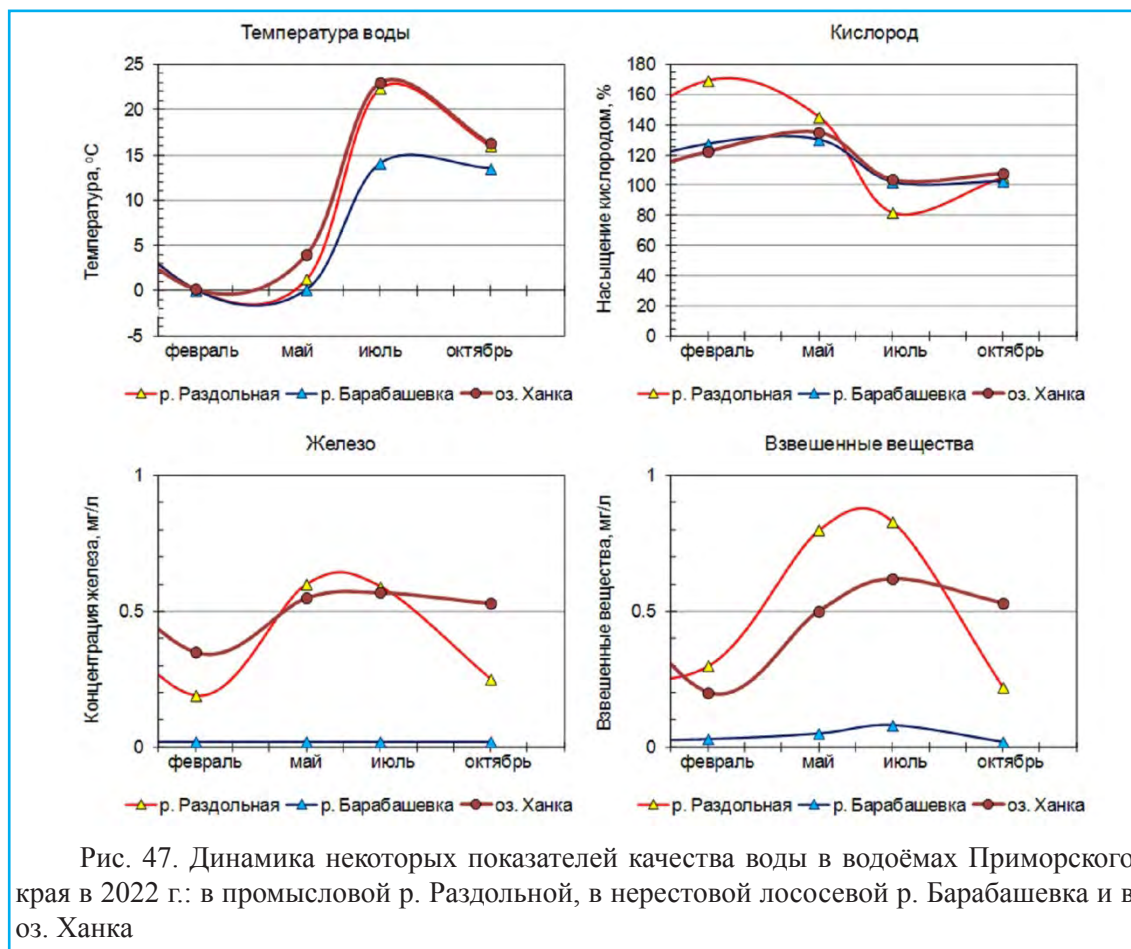 Температура воды
25
20
15
10
5
0
-5
Температура, °С
февраль май июль октябрь
р. Раздольная р. Барабашевка оз. Ханка
Кислород
180
160
140
120
100
80
60
40
20
0
Насыщение кислородом, %
февраль май июль октябрь
р. Раздольная р. Барабашевка оз. Ханка
Железо
1
0.5
0
Концентрация железа, мг/л
февраль май июль октябрь
р. Раздольная р. Барабашевка оз. Ханка
Взвешенные вещества
1
0.5
0
Взвешенные вещества, мг/л
февраль май июль октябрь
р. Раздольная р. Барабашевка оз. Ханка
Рис. 47. Динамика некоторых показателей качества воды в водоёмах Приморского
края в 2022 г.: в промысловой р. Раздольной, в нерестовой лососевой р. Барабашевка и в
оз. Ханка